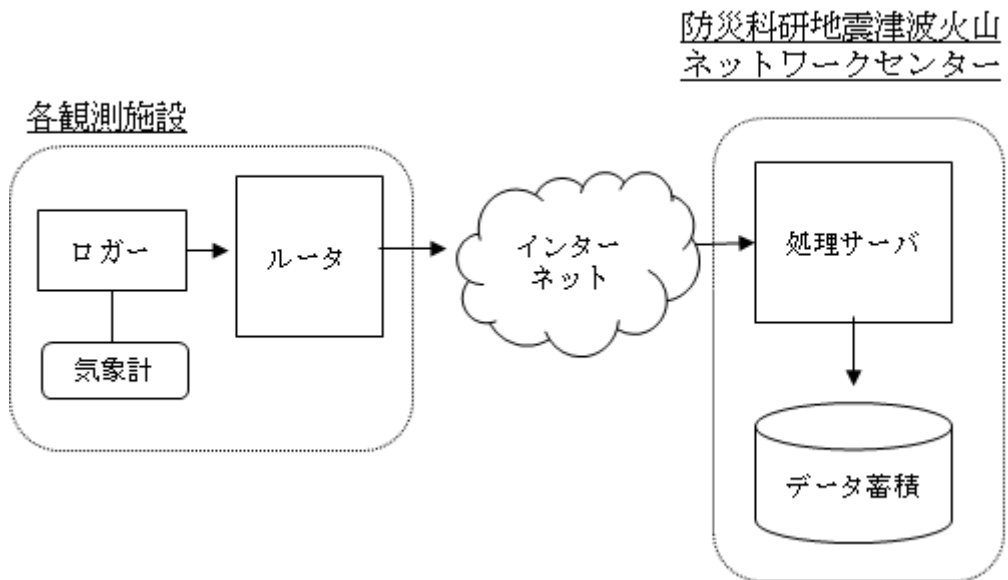 防災科研地震津波火山
ネットワークセンター
各観測施設
ロガー
ルータ
気象計
インター
ネット
処理サーバ
データ蓄積